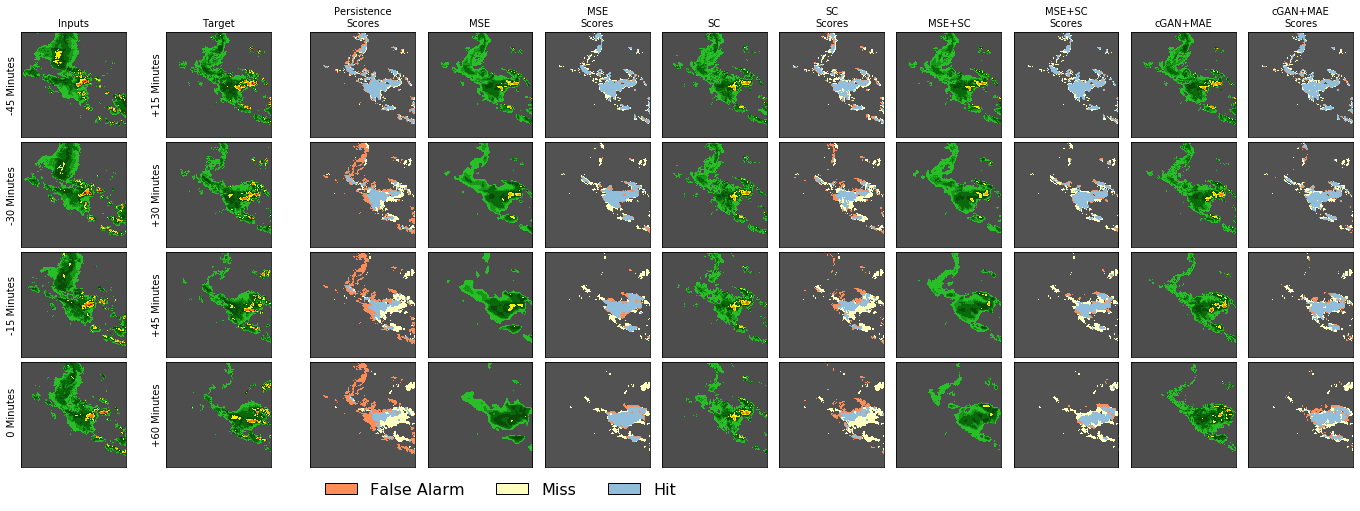 Inputs
Target
Persistence
Scores
MSE
MSE
Scores
SC
SC
Scores
MSE+SC
MSE+SC
Scores
cGAN+MAE
cGAN+MAE
Scores
-45 Minutes
+15 Minutes
-30 Minutes
+30 Minutes
-15 Minutes
+45 Minutes
0 Minutes
+60 Minutes
False Alarm
Miss
Hit